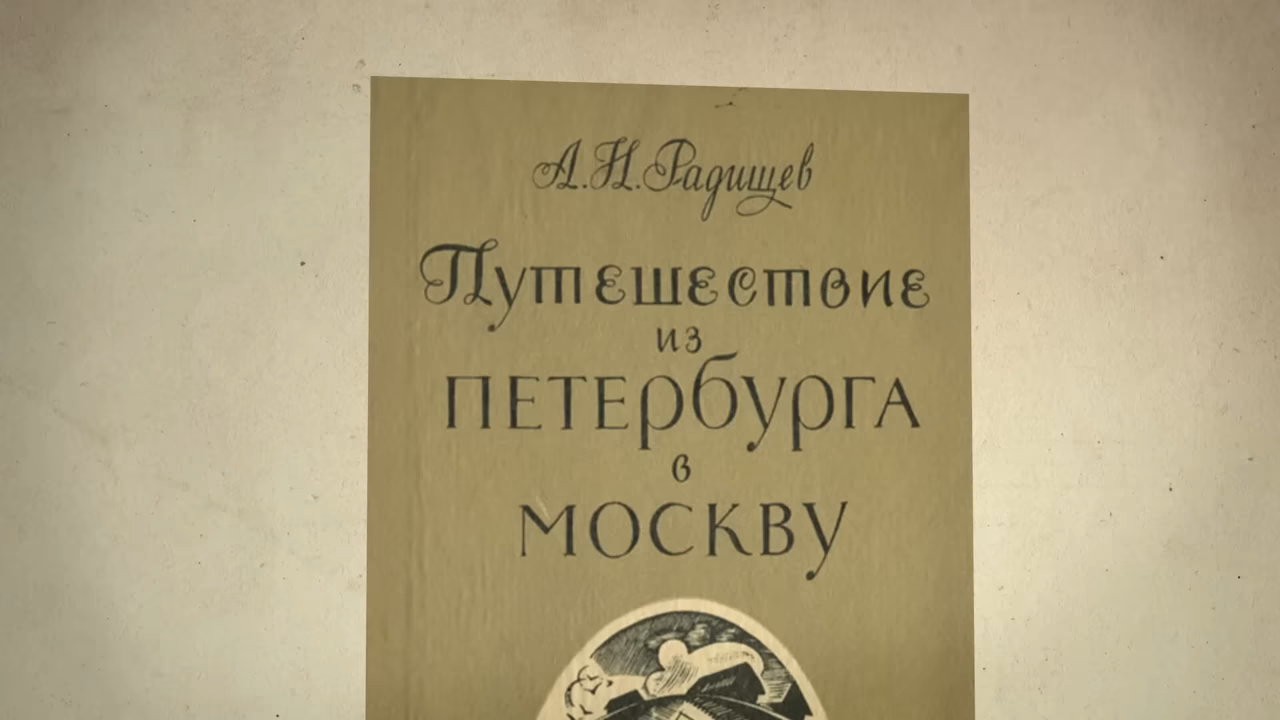 А.Н.Радищев
Путешествие
из
ПЕТЕРБУРГА
в
МОСКВУ